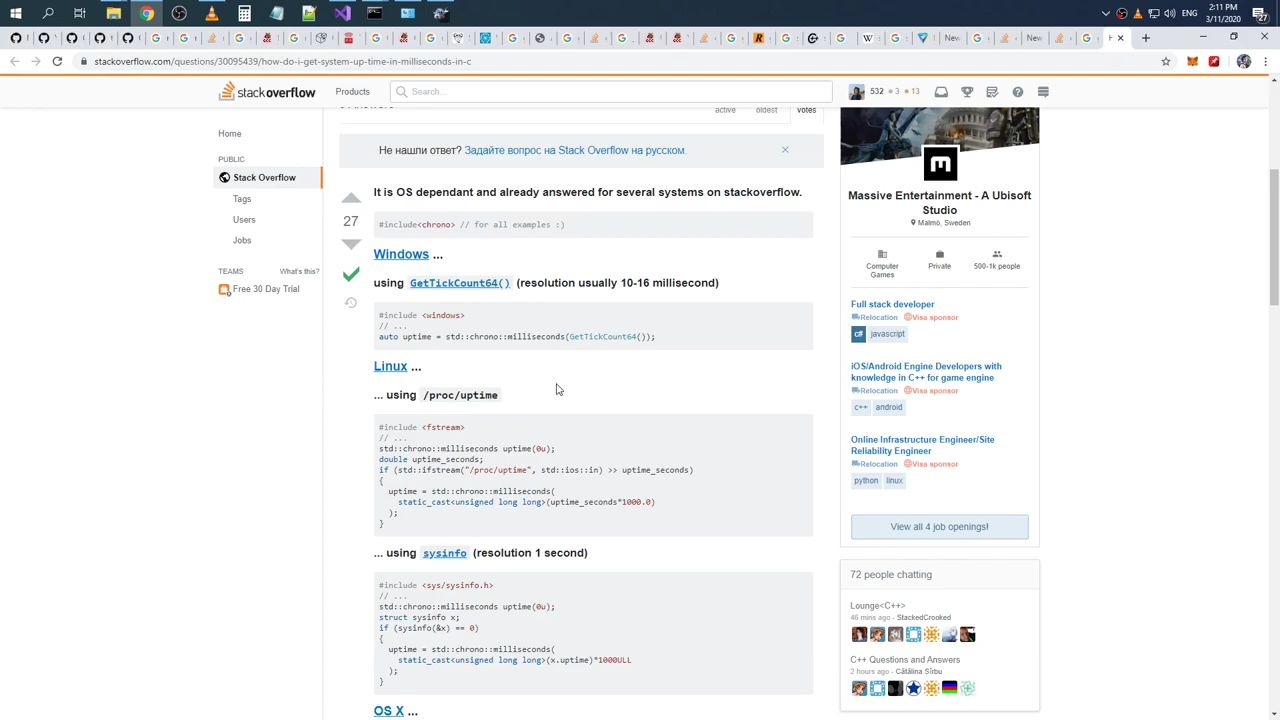 2:11 PM
ENG
3/11/2020
27
New
H
stackoverflow.com/questions/30095439/how-do-i-get-system-up-time-in-milliseconds-in-c
stackoverflow
Products
Search...
532 3 13
active
oldest
votes
Home
PUBLIC
Stack Overflow
Tags
Users
Jobs
TEAMS
What's this?
Free 30 Day Trial
Не нашли ответ? Задайте вопрос на Stack Overflow на русском.
27
It is OS dependant and already answered for several systems on stackoverflow.
#include<chrono> // for all examples :)
Windows ...
using GetTickCount64() (resolution usually 10-16 millisecond)
#include <windows>
// ...
auto uptime = std::chrono::milliseconds(GetTickCount64());
Linux ...
... using /proc/uptime
#include <fstream>
// ...
std::chrono::milliseconds uptime(0u);
double uptime_seconds;
if (std::ifstream("/proc/uptime", std::ios::in) >> uptime_seconds)
{
uptime = std::chrono::milliseconds(
static_cast<unsigned long long>(uptime_seconds*1000.0)
);
}
... using sysinfo (resolution 1 second)
#include <sys/sysinfo.h>
// ...
std::chrono::milliseconds uptime(0u);
struct sysinfo x;
if (sysinfo(&x) == 0)
{
uptime = std::chrono::milliseconds(
static_cast<unsigned long long>(x.uptime)*1000ULL
);
}
OS X ...
Massive Entertainment - A Ubisoft
Studio
Malmö, Sweden
Computer
Games
Private
500-1k people
Full stack developer
Relocation Visa sponsor
c# javascript
iOS/Android Engine Developers with
knowledge in C++ for game engine
Relocation Visa sponsor
c++ android
Online Infrastructure Engineer/Site
Reliability Engineer
Relocation Visa sponsor
python linux
View all 4 job openings!
72 people chatting
Lounge<C++>
46 mins ago - StackedCrooked
C++ Questions and Answers
2 hours ago - Cătălina Sîrbu